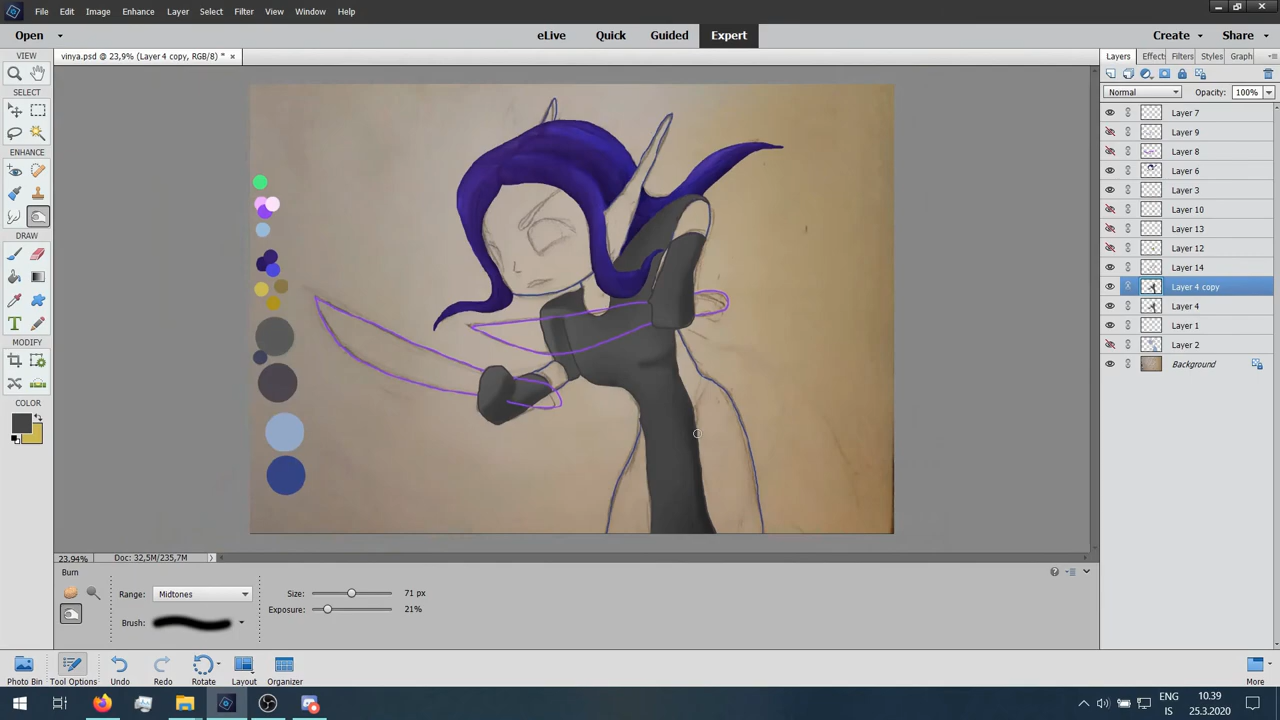 File Edit Image Enhance Layer Select Filter View Window Help
Open eLive Quick Guided Expert Create Share
vinya.psd @ 23,9% (Layer 4 copy, RGB/8) * ×
VIEW
SELECT
ENHANCE
DRAW
MODIFY
COLOR
Layers Effect Filters Styles Graph
Normal Opacity: 100%
Layer 7
Layer 9
Layer 8
Layer 6
Layer 3
Layer 10
Layer 13
Layer 12
Layer 14
Layer 4 copy
Layer 4
Layer 1
Layer 2
Background
23,94% Doc: 32,5M/235,7M
Burn
Range: Midtones
Brush:
Size: 71 px
Exposure: 21%
Photo Bin Tool Options Undo Redo Rotate Layout Organizer More
ENG
IS
10.39
25.3.2020